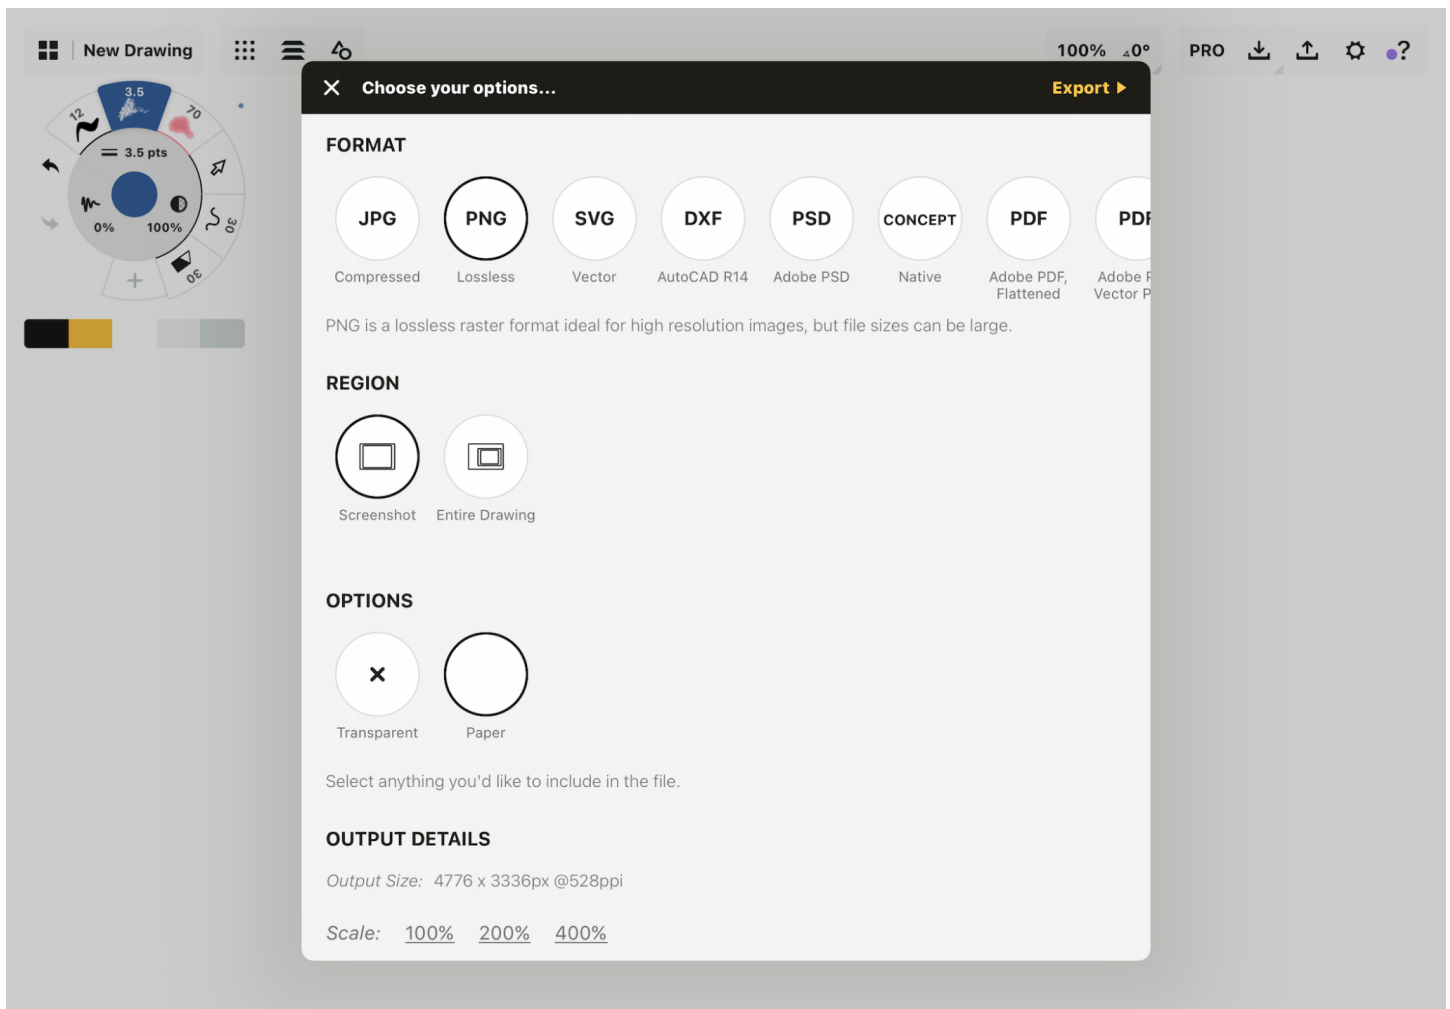 New Drawing
100% ⊿0°
PRO
?
Choose your options...
Export
12
3.5
70
3.5 pts
0%
100%
30
30
FORMAT
JPG
PNG
SVG
DXF
PSD
CONCEPT
PDF
PDF
Compressed
Lossless
Vector
AutoCAD R14
Adobe PSD
Native
Adobe PDF,
Flattened
Adobe
Vector
PNG is a lossless raster format ideal for high resolution images, but file sizes can be large.
REGION
Screenshot
Entire Drawing
OPTIONS
Transparent
Paper
Select anything you'd like to include in the file.
OUTPUT DETAILS
Output Size: 4776 x 3336px @528ppi
Scale: 100% 200% 400%